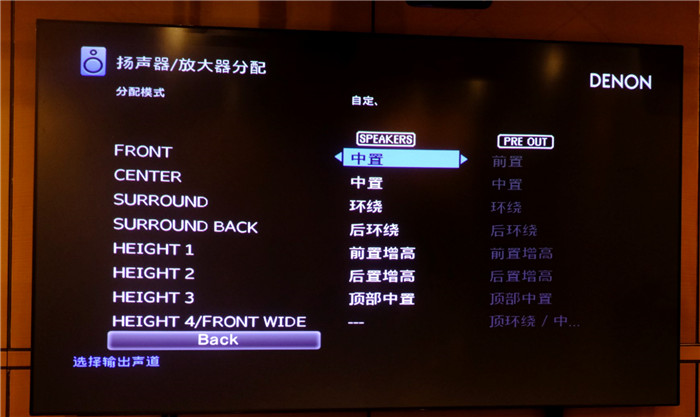 扬声器/放大器分配
DENON
分配模式
自定、
SPEAKERS PRE OUT
FRONT 中置 前置
CENTER 中置 中置
SURROUND 环绕 环绕
SURROUND BACK 后环绕 后环绕
HEIGHT 1 前置增高 前置增高
HEIGHT 2 后置增高 后置增高
HEIGHT 3 顶部中置 顶部中置
HEIGHT 4/FRONT WIDE --- 顶环绕 / 中...
Back
选择输出声道